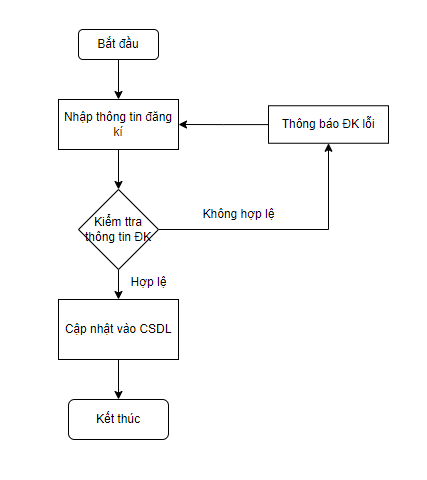 Bắt đầu
Nhập thông tin đăng
kí
Thông báo ĐK lỗi
Không hợp lệ
Kiểm ttra
thông tin ĐK
Hợp lệ
Cập nhật vào CSDL
Kết thúc